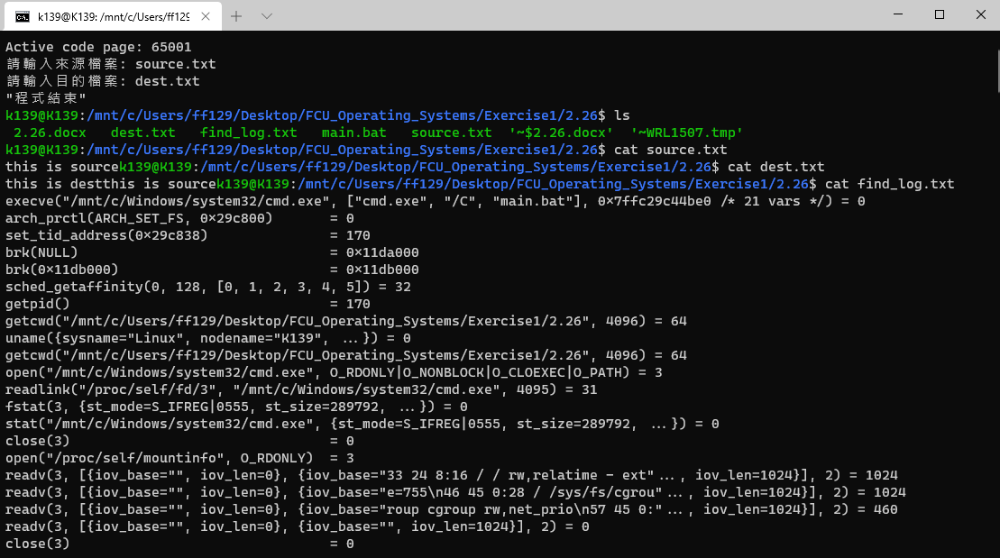 k139@K139: /mnt/c/Users/ff129
Active code page: 65001
請輸入來源檔案: source.txt
請輸入目的檔案: dest.txt
"程式結束"
k139@K139:/mnt/c/Users/ff129/Desktop/FCU_Operating_Systems/Exercise1/2.26$ ls
 2.26.docx   dest.txt   find_log.txt   main.bat   source.txt  '~$2.26.docx'  '~WRL1507.tmp'
k139@K139:/mnt/c/Users/ff129/Desktop/FCU_Operating_Systems/Exercise1/2.26$ cat source.txt
this is sourcek139@K139:/mnt/c/Users/ff129/Desktop/FCU_Operating_Systems/Exercise1/2.26$ cat dest.txt
this is destthis is sourcek139@K139:/mnt/c/Users/ff129/Desktop/FCU_Operating_Systems/Exercise1/2.26$ cat find_log.txt
execve("/mnt/c/Windows/system32/cmd.exe", ["cmd.exe", "/C", "main.bat"], 0x7ffc29c44be0 /* 21 vars */) = 0
arch_prctl(ARCH_SET_FS, 0x29c800)       = 0
set_tid_address(0x29c838)               = 170
brk(NULL)                               = 0x11da000
brk(0x11db000)                          = 0x11db000
sched_getaffinity(0, 128, [0, 1, 2, 3, 4, 5]) = 32
getpid()                                = 170
getcwd("/mnt/c/Users/ff129/Desktop/FCU_Operating_Systems/Exercise1/2.26", 4096) = 64
uname({sysname="Linux", nodename="K139", ...}) = 0
getcwd("/mnt/c/Users/ff129/Desktop/FCU_Operating_Systems/Exercise1/2.26", 4096) = 64
open("/mnt/c/Windows/system32/cmd.exe", O_RDONLY|O_NONBLOCK|O_CLOEXEC|O_PATH) = 3
readlink("/proc/self/fd/3", "/mnt/c/Windows/system32/cmd.exe", 4095) = 31
fstat(3, {st_mode=S_IFREG|0555, st_size=289792, ...}) = 0
stat("/mnt/c/Windows/system32/cmd.exe", {st_mode=S_IFREG|0555, st_size=289792, ...}) = 0
close(3)                                = 0
open("/proc/self/mountinfo", O_RDONLY)  = 3
readv(3, [{iov_base="", iov_len=0}, {iov_base="33 24 8:16 / / rw,relatime - ext"..., iov_len=1024}], 2) = 1024
readv(3, [{iov_base="", iov_len=0}, {iov_base="e=755\n46 45 0:28 / /sys/fs/cgrou"..., iov_len=1024}], 2) = 1024
readv(3, [{iov_base="", iov_len=0}, {iov_base="roup cgroup rw,net_prio\n57 45 0:"..., iov_len=1024}], 2) = 460
readv(3, [{iov_base="", iov_len=0}, {iov_base="", iov_len=1024}], 2) = 0
close(3)                                = 0